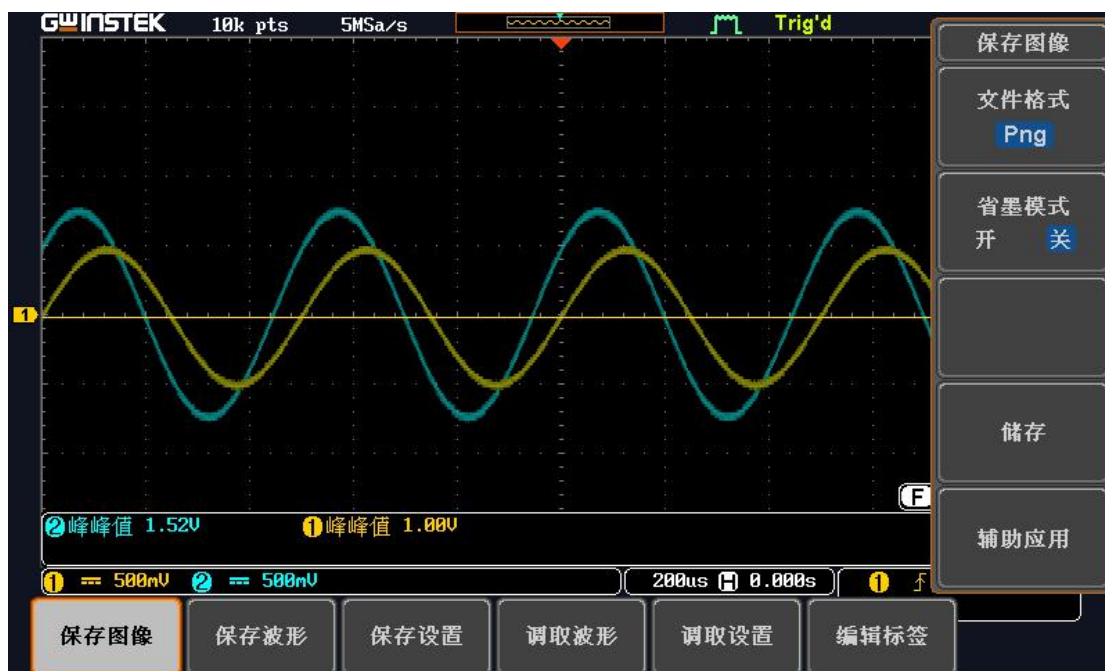 GWINSTEK 10k pts 5MSa/s Trig'd
保存图像
文件格式
Png
省墨模式
开 关
储存
辅助应用
1
F
2 峰峰值 1.52V 1 峰峰值 1.00V
1 500mV 2 500mV 200us H 0.000s 1
保存图像 保存波形 保存设置 调取波形 调取设置 编辑标签